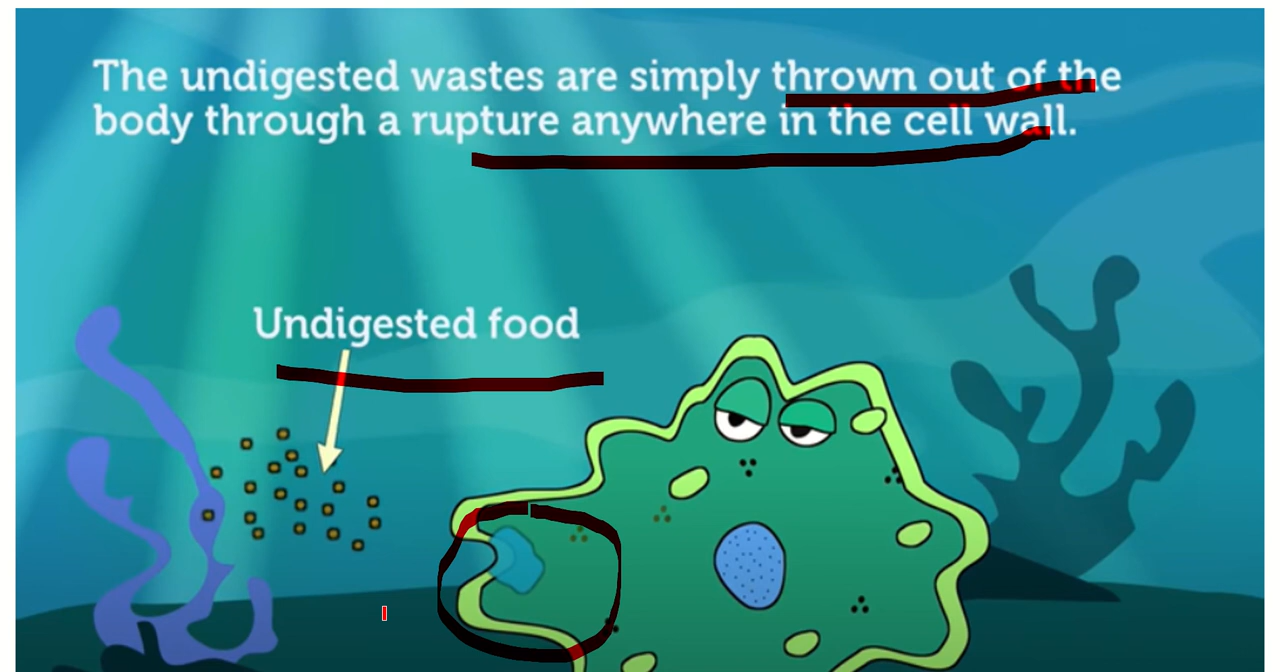 The undigested wastes are simply thrown out of the
body through a rupture anywhere in the cell wall.
Undigested food